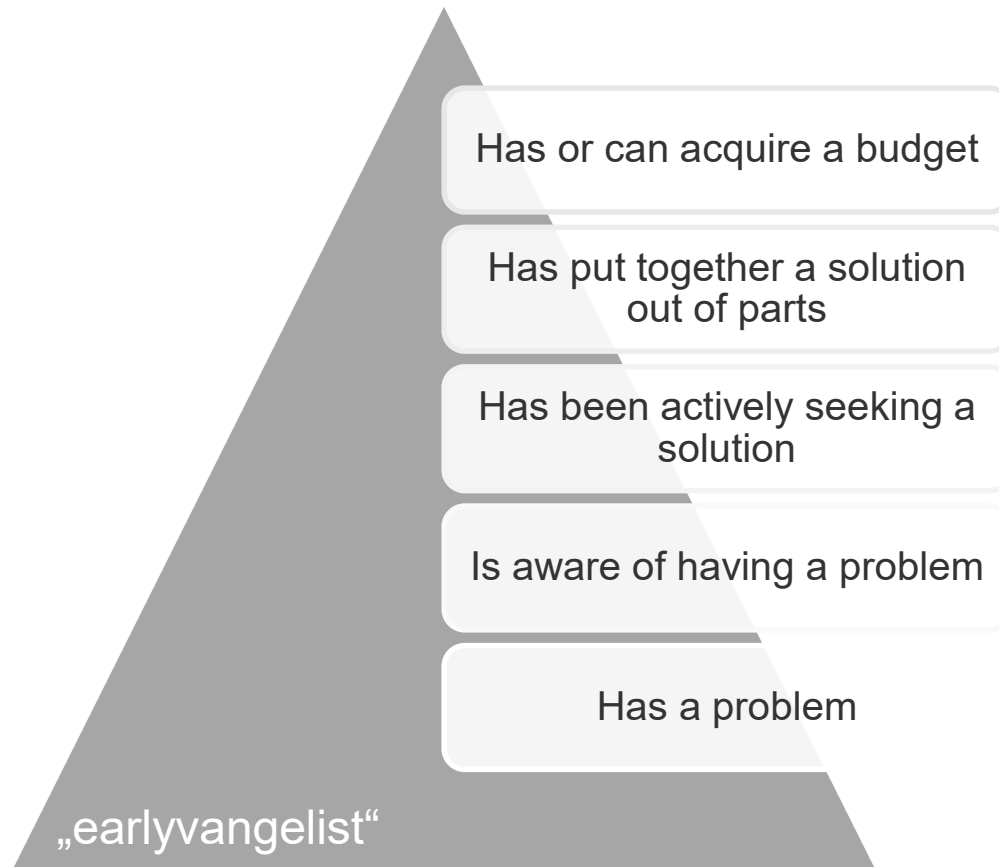 Has or can acquire a budget
Has put together a solution
out of parts
Has been actively seeking a
solution
Is aware of having a problem
Has a problem
„earlyvangelist“